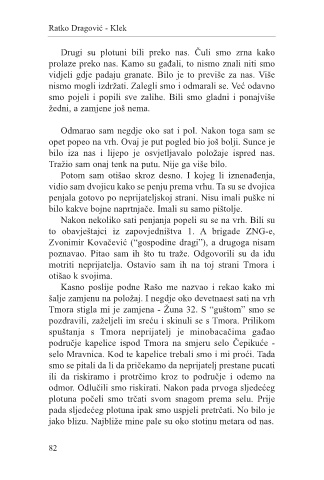 Ratko Dragović - Klek
Drugi su plotuni bili preko nas. Čuli smo zrna kako
prolaze preko nas. Kamo su gađali, to nismo znali niti smo
vidjeli gdje padaju granate. Bilo je to previše za nas. Više
nismo mogli izdržati. Zalegli smo i odmarali se. Već odavno
smo pojeli i popili sve zalihe. Bili smo gladni i ponajviše
žedni, a zamjene još nema.
Odmarao sam negdje oko sat i pol. Nakon toga sam se
opet popeo na vrh. Ovaj je put pogled bio još bolji. Sunce je
bilo iza nas i lijepo je osvjetljavalo položaje ispred nas.
Tražio sam onaj tenk na putu. Nije ga više bilo.
Potom sam otišao skroz desno. I kojeg li iznenađenja,
vidio sam dvojicu kako se penju prema vrhu. Ta su se dvojica
penjala gotovo po neprijateljskoj strani. Nisu imali puške ni
bilo kakve bojne naprtnjače. Imali su samo pištolje.
Nakon nekoliko sati penjanja popeli su se na vrh. Bili su
to obavještajci iz zapovjedništva 1. A brigade ZNG-e,
Zvonimir Kovačević (“gospodine dragi”), a drugoga nisam
poznavao. Pitao sam ih što tu traže. Odgovorili su da idu
motriti neprijatelja. Ostavio sam ih na toj strani Tmora i
otišao k svojima.
Kasno poslije podne Rašo me nazvao i rekao kako mi
šalje zamjenu na položaj. I negdje oko devetnaest sati na vrh
Tmora stigla mi je zamjena - Žuna 32. S “guštom” smo se
pozdravili, zaželjeli im sreću i skinuli se s Tmora. Prilikom
spuštanja s Tmora neprijatelj je minobacačima gađao
područje kapelice ispod Tmora na smjeru selo Čepikuće -
selo Mravnica. Kod te kapelice trebali smo i mi proći. Tada
smo se pitali da li da pričekamo da neprijatelj prestane pucati
ili da riskiramo i protrčimo kroz to područje i odemo na
odmor. Odlučili smo riskirati. Nakon pada prvoga sljedećeg
plotuna počeli smo trčati svom snagom prema selu. Prije
pada sljedećeg plotuna ipak smo uspjeli pretrčati. No bilo je
jako blizu. Najbliže mine pale su oko stotinu metara od nas.
82